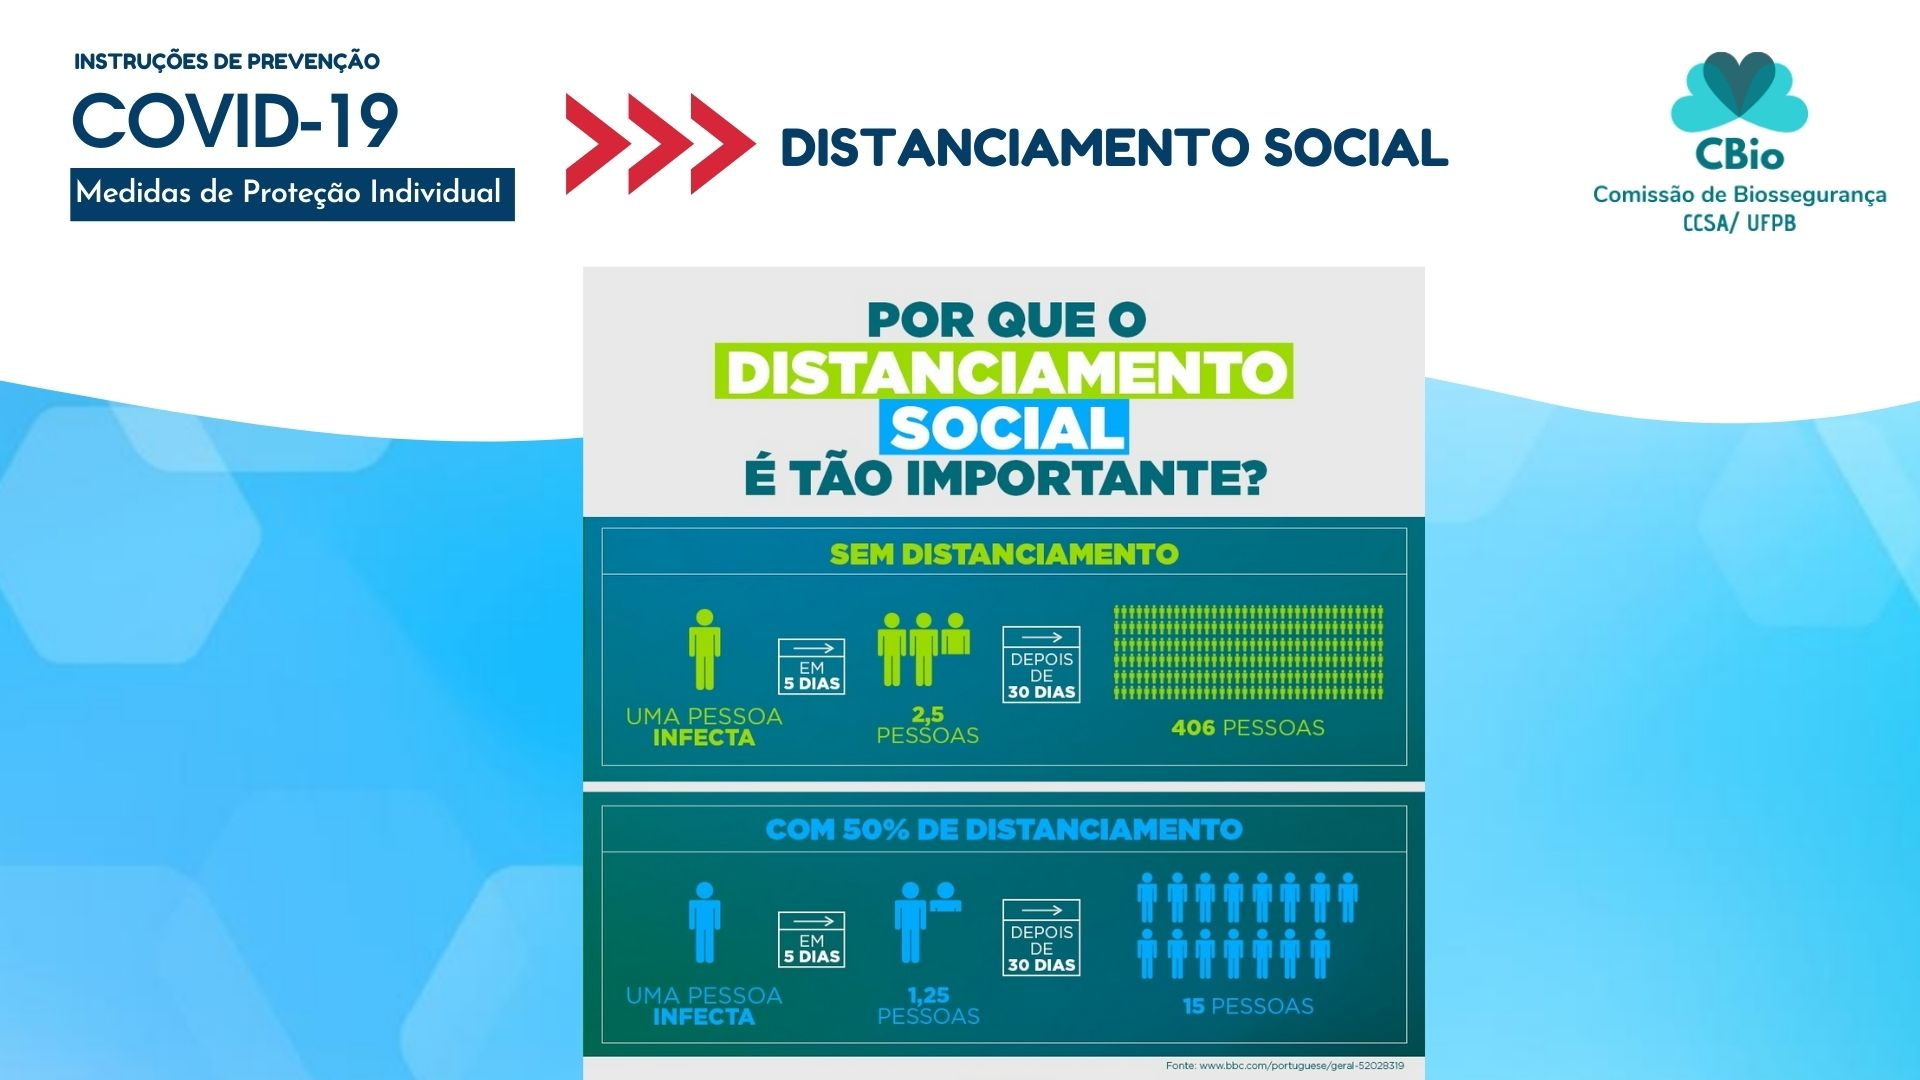 INSTRUÇÕES DE PREVENÇÃO
COVID-19
Medidas de Proteção Individual
DISTANCIAMENTO SOCIAL
CBio
Comissão de Biossegurança
CCSA/ UFPB
POR QUE O
DISTANCIAMENTO
SOCIAL
É TÃO IMPORTANTE?
SEM DISTANCIAMENTO
UMA PESSOA
INFECTA
EM
5 DIAS
2,5
PESSOAS
DEPOIS
DE
30 DIAS
406 PESSOAS
COM 50% DE DISTANCIAMENTO
UMA PESSOA
INFECTA
EM
5 DIAS
1,25
PESSOAS
DEPOIS
DE
30 DIAS
15 PESSOAS
Fonte: www.bbc.com/portuguese/geral-52028319